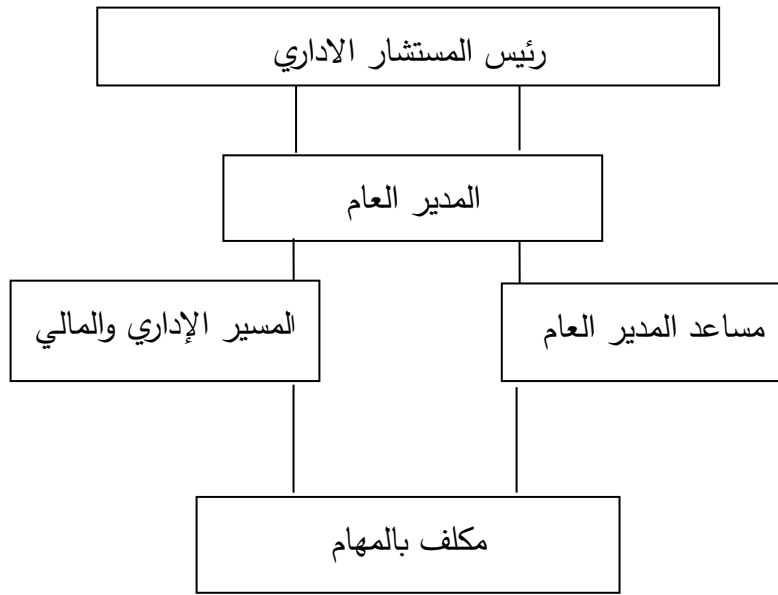 رئيس المستشار الاداري
المدير العام
مساعد المدير العام
المسير الإداري والمالي
مكلف بالمهام